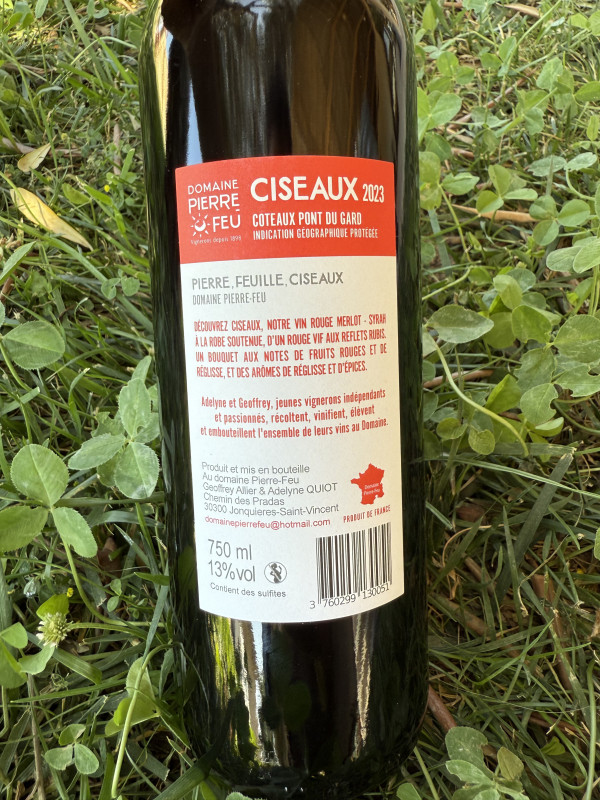 DOMAINE
PIERRE
FEU
Vignerons depuis 1898
CISEAUX 2023
COTEAUX PONT DU GARD
INDICATION GÉOGRAPHIQUE PROTÉGÉE
PIERRE, FEUILLE, CISEAUX
DOMAINE PIERRE-FEU
DÉCOUVREZ CISEAUX, NOTRE VIN ROUGE MERLOT - SYRAH
À LA ROBE SOUTENUE, D'UN ROUGE VIF AUX REFLETS RUBIS.
UN BOUQUET AUX NOTES DE FRUITS ROUGES ET DE
RÉGLISSE, ET DES ARÔMES DE RÉGLISSE ET D'ÉPICES.
Adelyne et Geoffrey, jeunes vignerons indépendants
et passionnés, récoltent, vinifient, élèvent
et embouteillent l'ensemble de leurs vins au Domaine.
Produit et mis en bouteille
Au domaine Pierre-Feu
Geoffrey Allier & Adelyne QUIOT
Chemin des Pradas
30300 Jonquieres-Saint-Vincent
domainepierrefeu@hotmail.com
Domaine
Pierre-Feu
PRODUIT DE FRANCE
750 ml
13%vol
Contient des sulfites
3 760299 130051